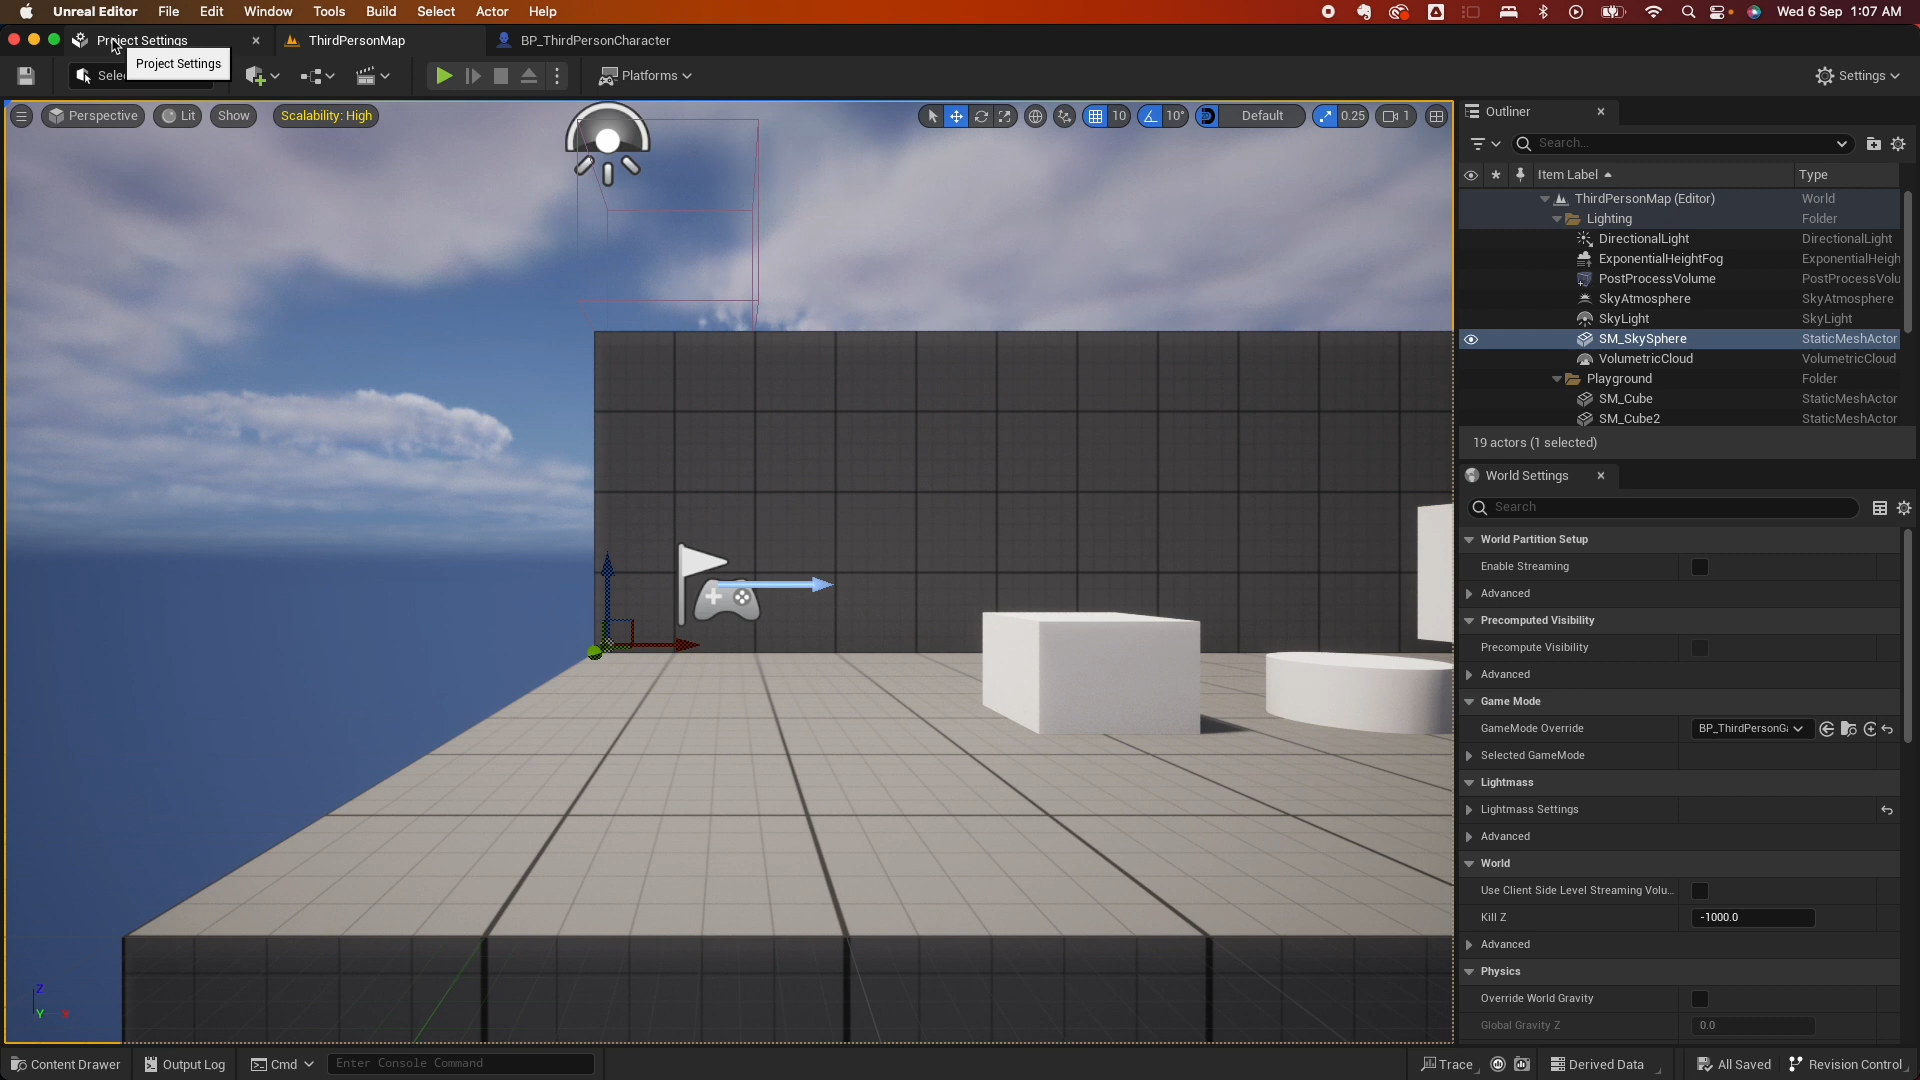 Unreal Editor File Edit Window Tools Build Select Actor Help Wed 6 Sep 1:07 AM
Project Settings ThirdPersonMap BP_ThirdPersonCharacter
Project Settings
Selec Platforms Settings
Perspective Lit Show Scalability: High 10 10° Default 0.25 1
Outliner
Search...
Item Label Type
ThirdPersonMap (Editor) World
Lighting Folder
DirectionalLight DirectionalLight
ExponentialHeightFog ExponentialHeigh
PostProcessVolume PostProcessVolu
SkyAtmosphere SkyAtmosphere
SkyLight SkyLight
SM_SkySphere StaticMeshActor
VolumetricCloud VolumetricCloud
Playground Folder
SM_Cube StaticMeshActor
SM_Cube2 StaticMeshActor
19 actors (1 selected)
World Settings
Search
World Partition Setup
Enable Streaming
Advanced
Precomputed Visibility
Precompute Visibility
Advanced
Game Mode
GameMode Override BP_ThirdPersonGa
Selected GameMode
Lightmass
Lightmass Settings
Advanced
World
Use Client Side Level Streaming Volu...
Kill Z -1000.0
Advanced
Physics
Override World Gravity
Global Gravity Z 0.0
Z
Y
Content Drawer Output Log Cmd Enter Console Command Trace Derived Data All Saved Revision Control